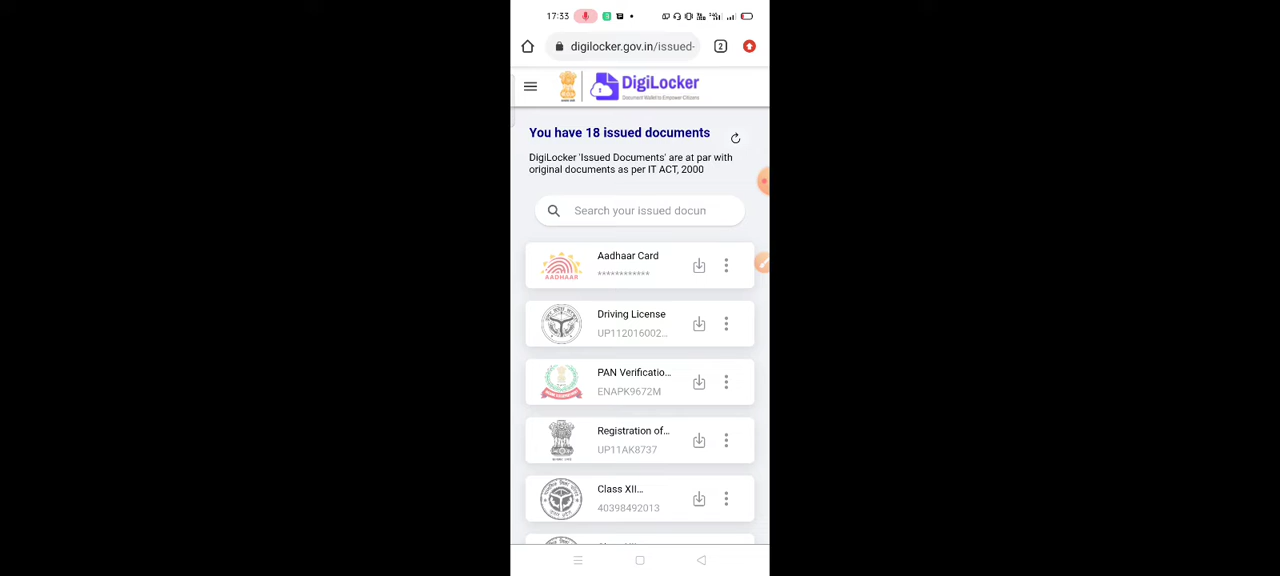 17:33
digilocker.gov.in/issued-
2
DigiLocker
Document Wallet to Empower Citizens
You have 18 issued documents
DigiLocker 'Issued Documents' are at par with
original documents as per IT ACT, 2000
Search your issued docum
AADHAAR
Aadhaar Card
************
Driving License
UP112016002...
PAN Verificatio...
ENAPK9672M
Registration of...
UP11AK8737
Class XII...
40398492013